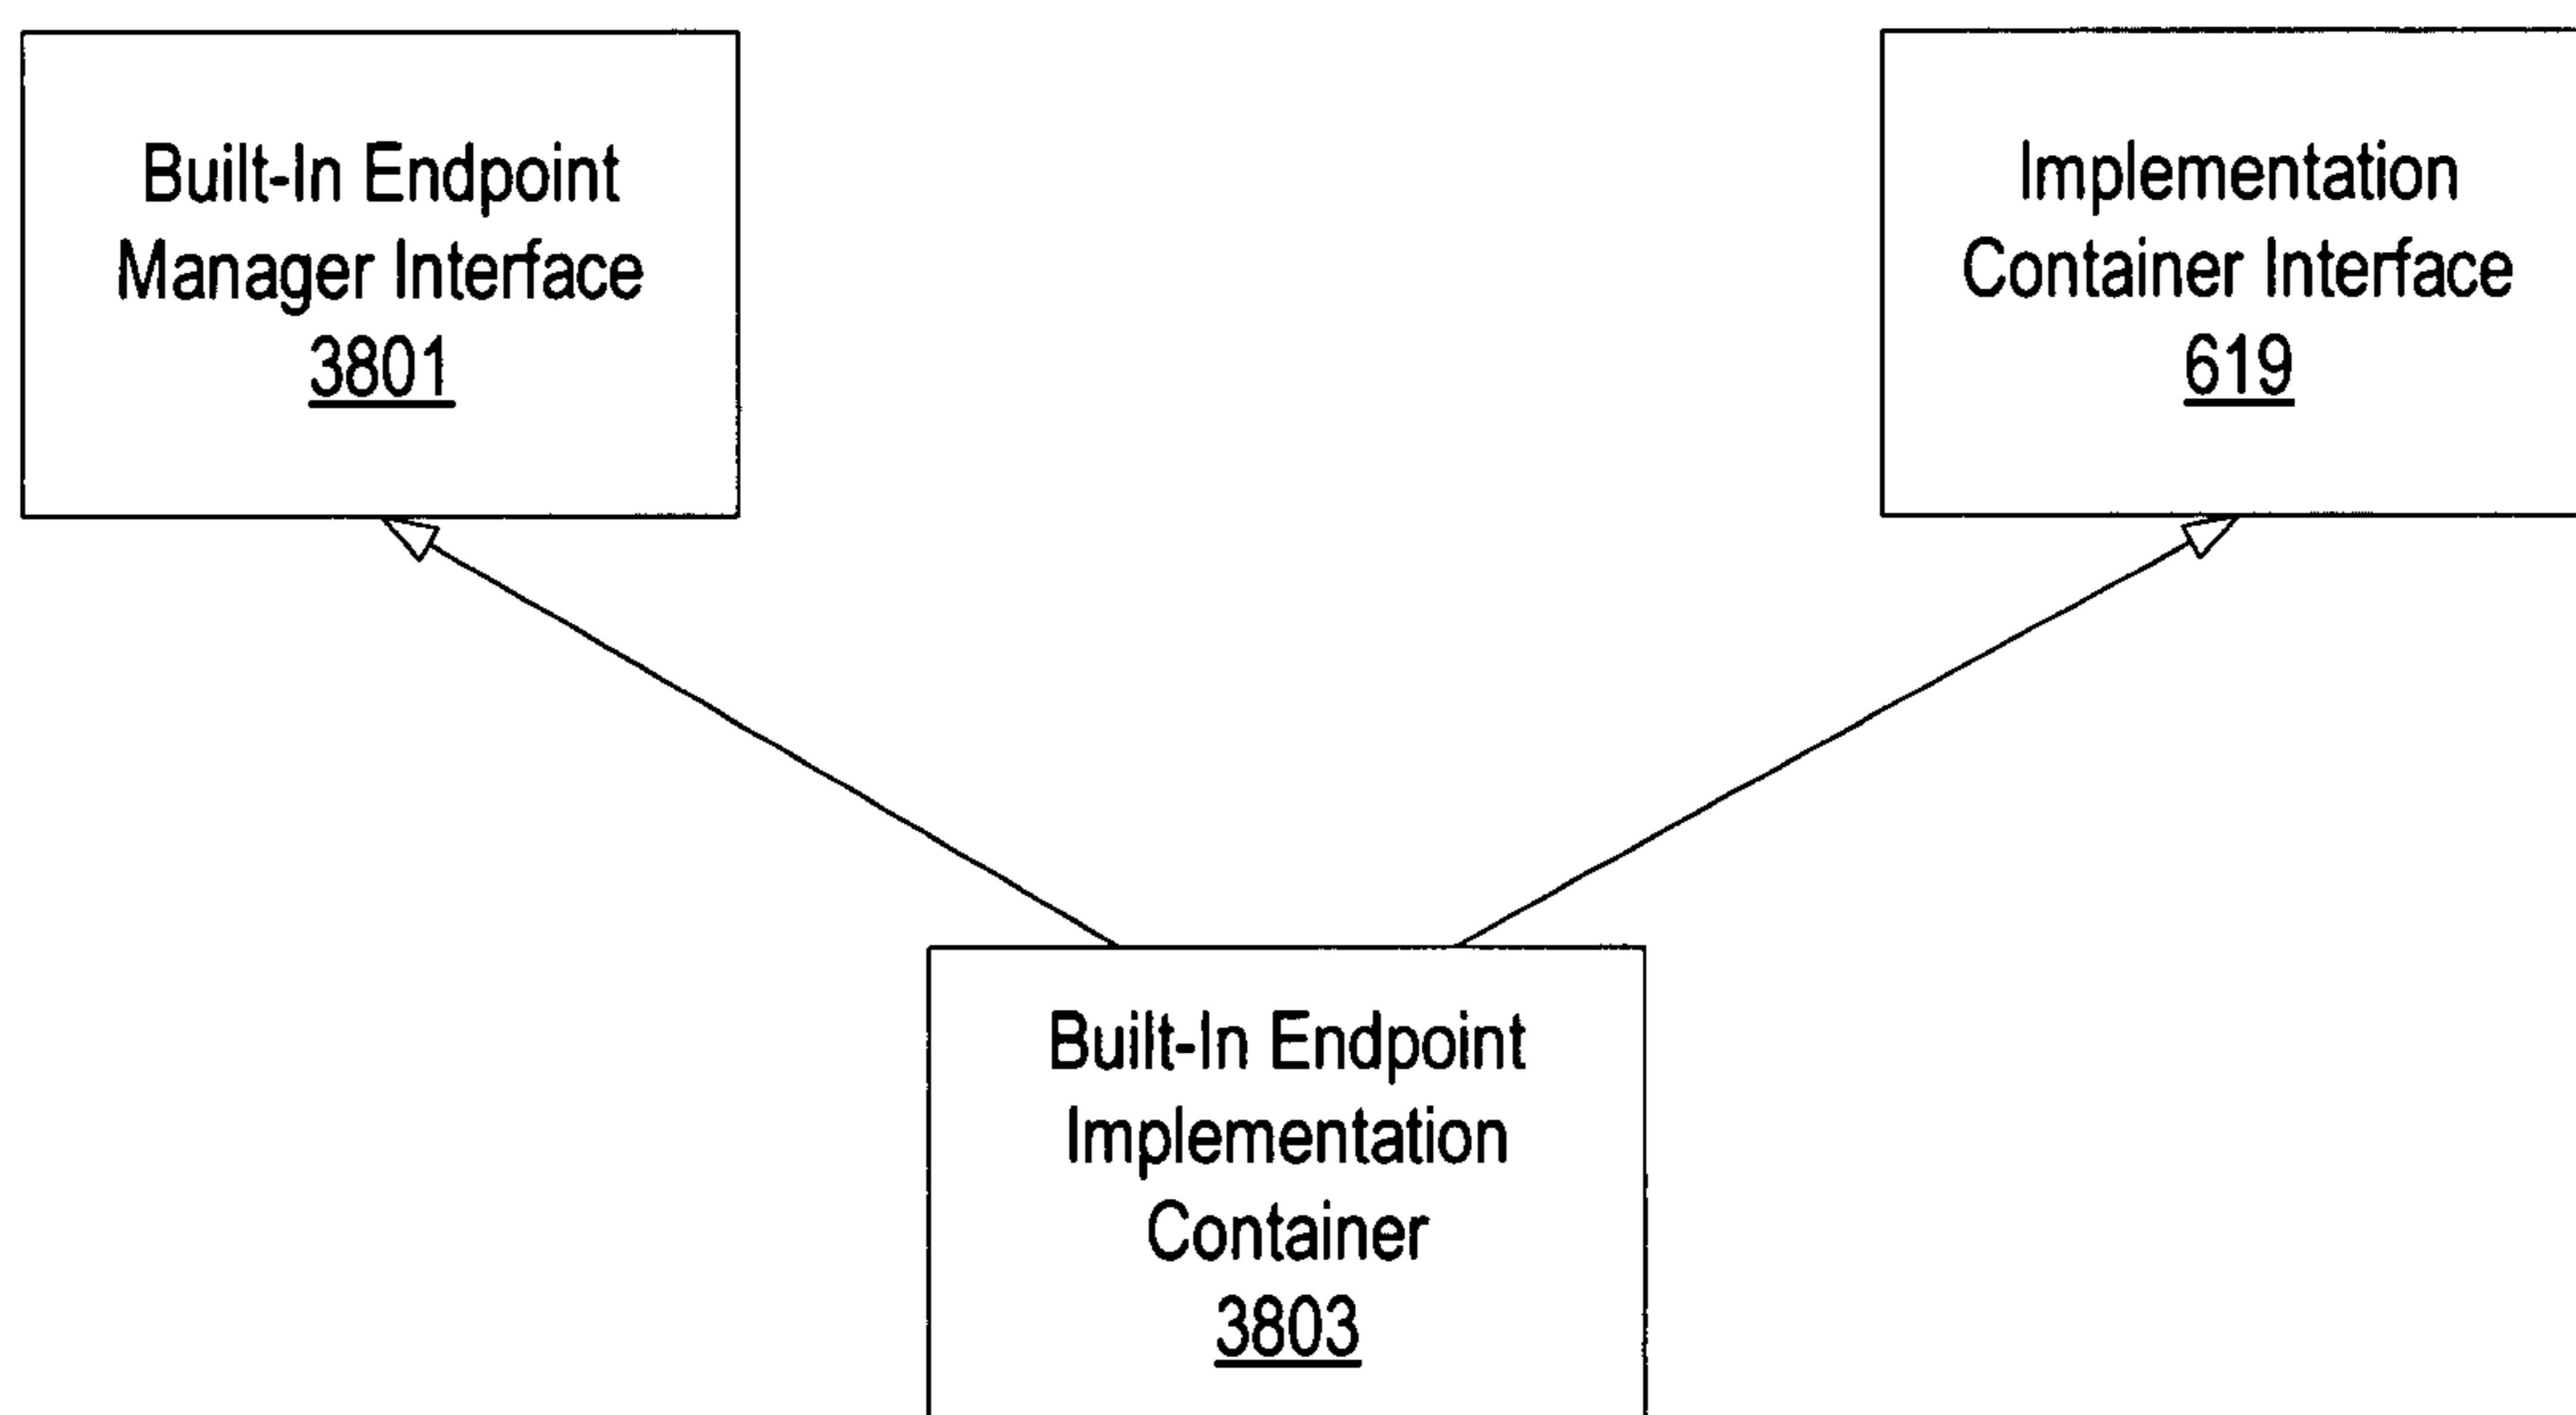 Built-In Endpoint
Manager Interface
3801
Implementation
Container Interface
619
Built-In Endpoint
Implementation
Container
3803